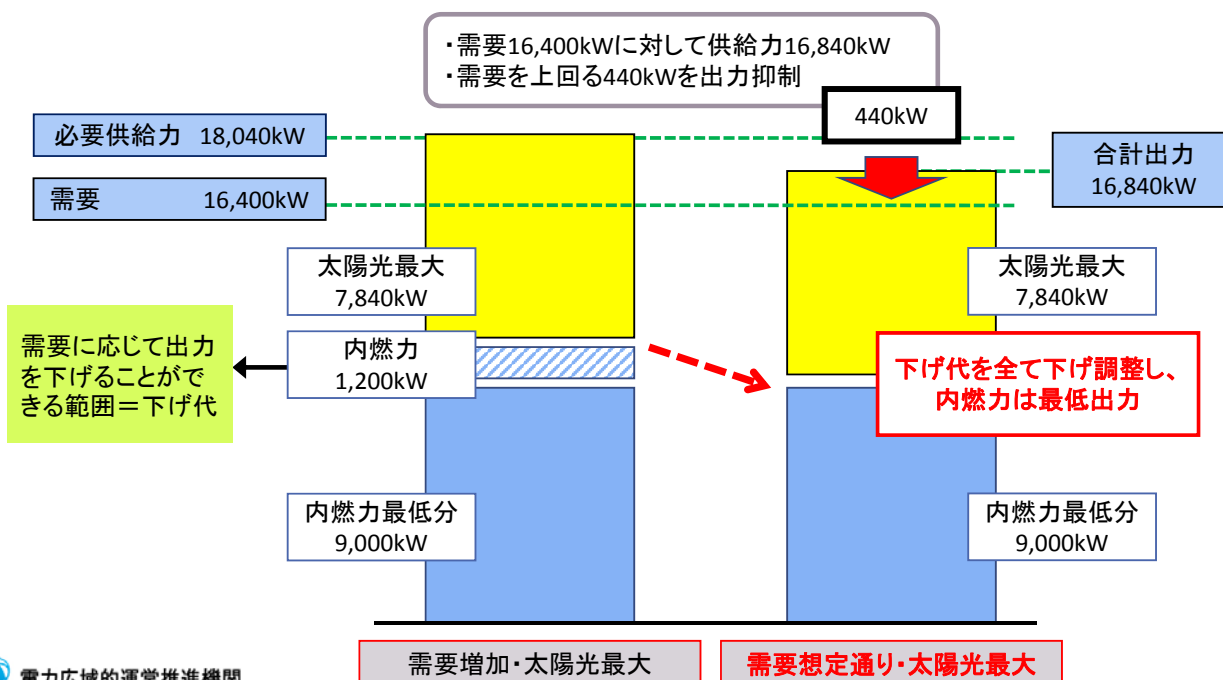 ・需要16,400kWに対して供給力16,840kW
・需要を上回る440kWを出力抑制
440kW
必要供給力 18,040kW
需要 16,400kW
合計出力
16,840kW
太陽光最大
7,840kW
太陽光最大
7,840kW
需要に応じて出力
を下げることがで
きる範囲＝下げ代
内燃力
1,200kW
下げ代を全て下げ調整し、
内燃力は最低出力
内燃力最低分
9,000kW
内燃力最低分
9,000kW
需要増加・太陽光最大
需要想定通り・太陽光最大
電力広域的運営推進機関